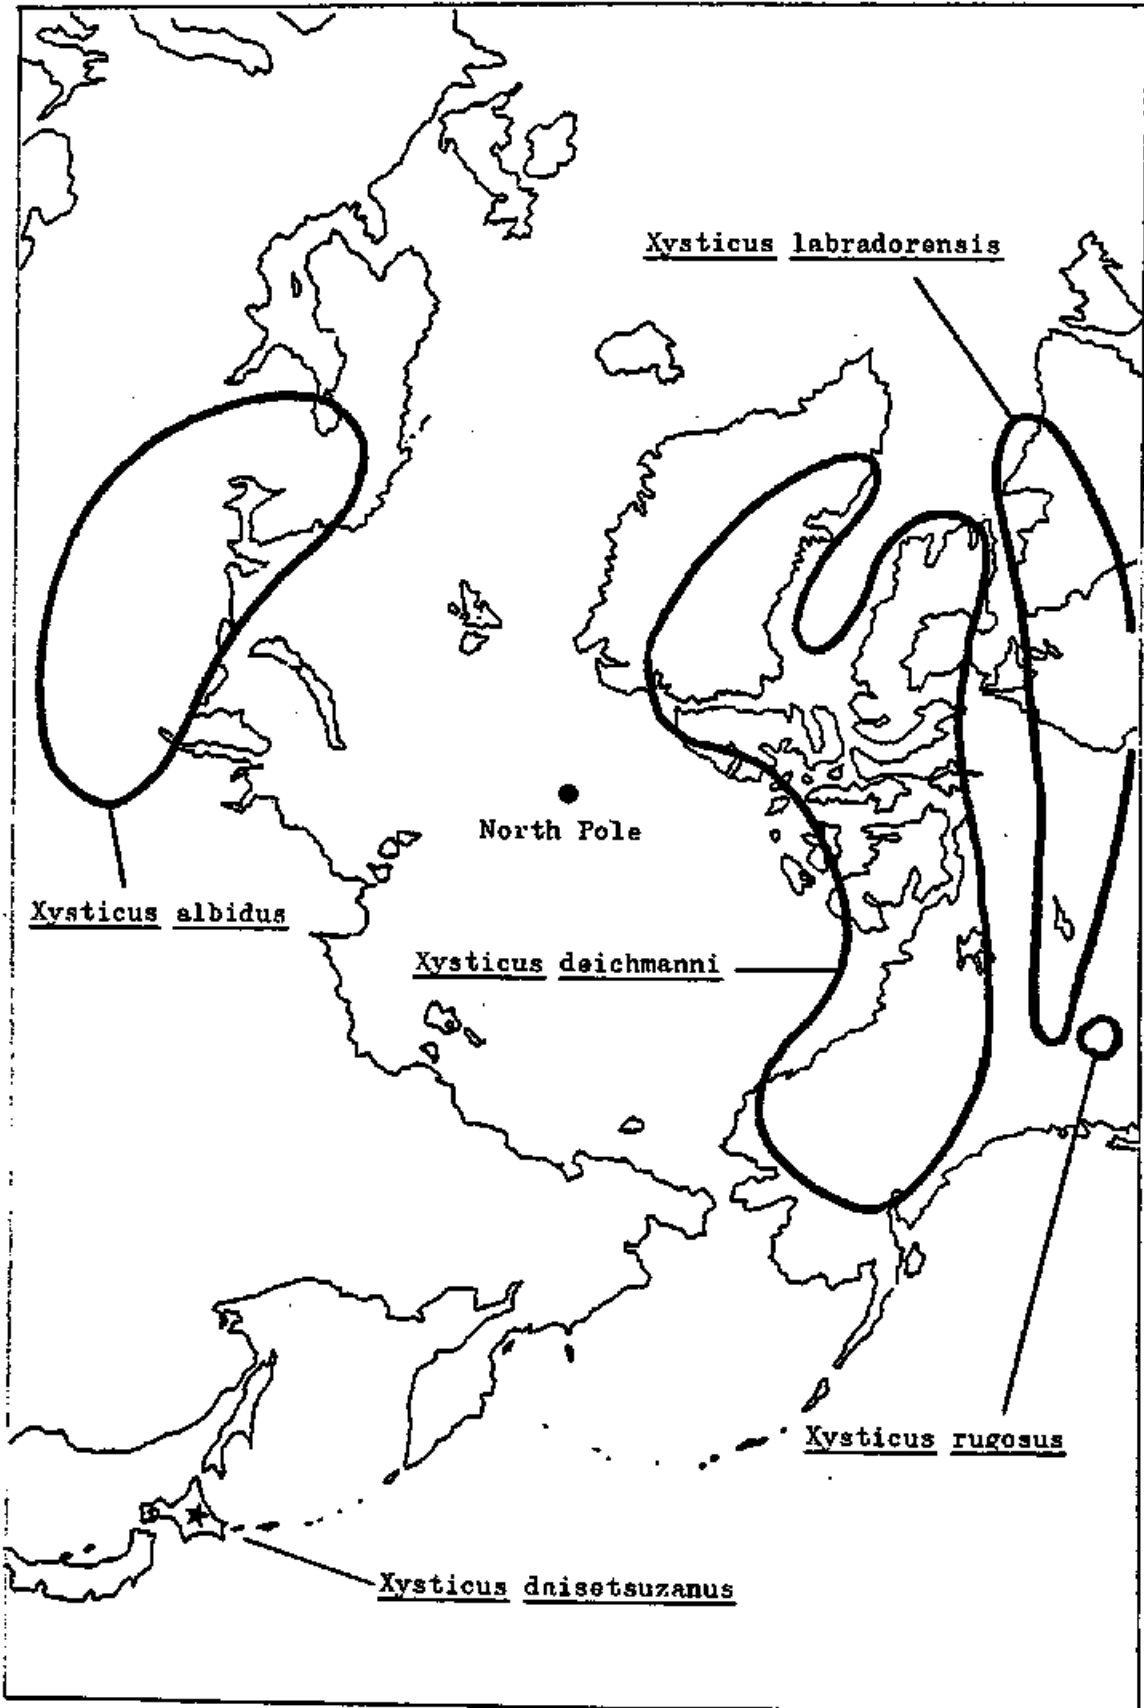 Xysticus labradorensis
North Pole
Xysticus albidus
Xysticus deichmanni
Xysticus rugosus
Xysticus daisetsuzanus